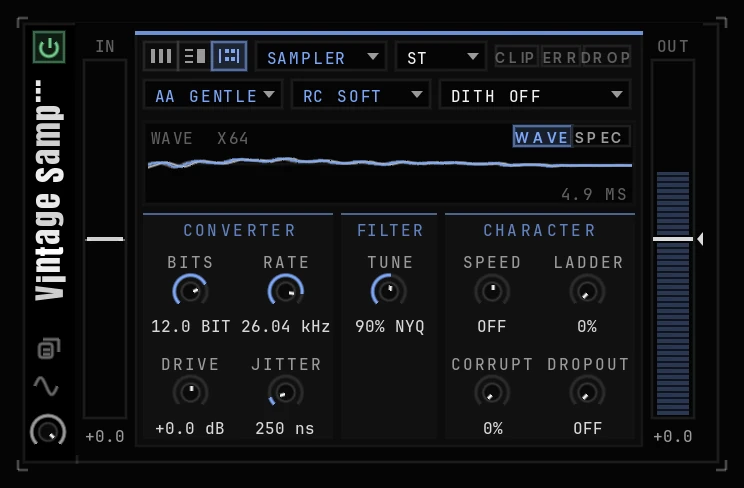 IN
SAMPLER
ST
CLIP ERR DROP
OUT
AA GENTLE
RC SOFT
DITH OFF
Vintage Samp...
WAVE X64
WAVE SPEC
4.9 MS
CONVERTER
FILTER
CHARACTER
BITS RATE
TUNE
SPEED LADDER
12.0 BIT 26.04 kHz
90% NYQ
OFF 0%
DRIVE JITTER
CORRUPT DROPOUT
+0.0 dB 250 ns
0% OFF
+0.0
+0.0